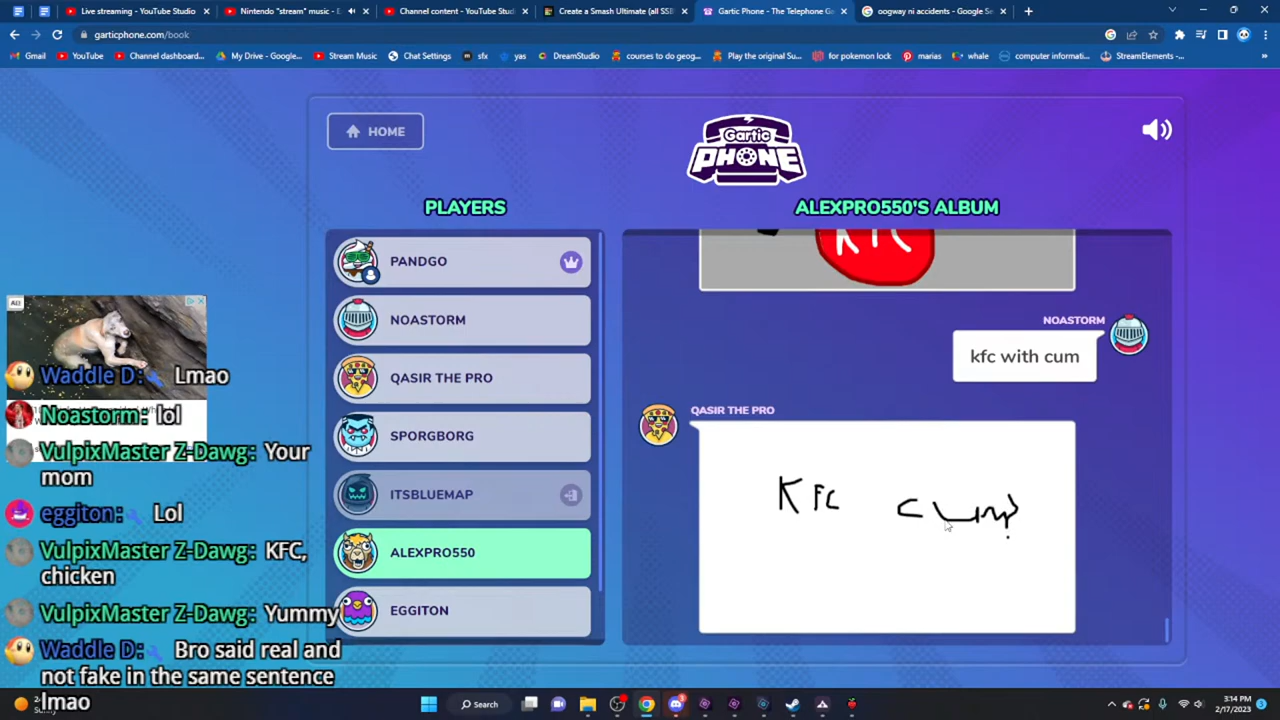 Live streaming - YouTube Studio
Nintendo "stream" music - E
Channel content - YouTube Studio
Create a Smash Ultimate (all SSB
Gartic Phone - The Telephone Ga
oogway ni accidents - Google Se
garticphone.com/book
Gmail
YouTube
Channel dashboard...
My Drive - Google...
Stream Music
Chat Settings
sfx
yas
DreamStudio
courses to do geog...
Play the original Su...
for pokemon lock
marias
whale
computer informati...
StreamElements -...
HOME
Gartic
PHONE
PLAYERS
ALEXPRO550'S ALBUM
PANDGO
NOASTORM
QASIR THE PRO
SPORGBORG
ITSBLUEMAP
ALEXPRO550
EGGITON
KFC
NOASTORM
kfc with cum
QASIR THE PRO
KFC cum?
AD
Waddle D: Lmao
Noastorm: lol
VulpixMaster Z-Dawg: Your
mom
eggiton: Lol
VulpixMaster Z-Dawg: KFC,
chicken
VulpixMaster Z-Dawg: Yummy
Waddle D: Bro said real and
not fake in the same sentence
lmao
Search
3:14 PM
2/17/2023